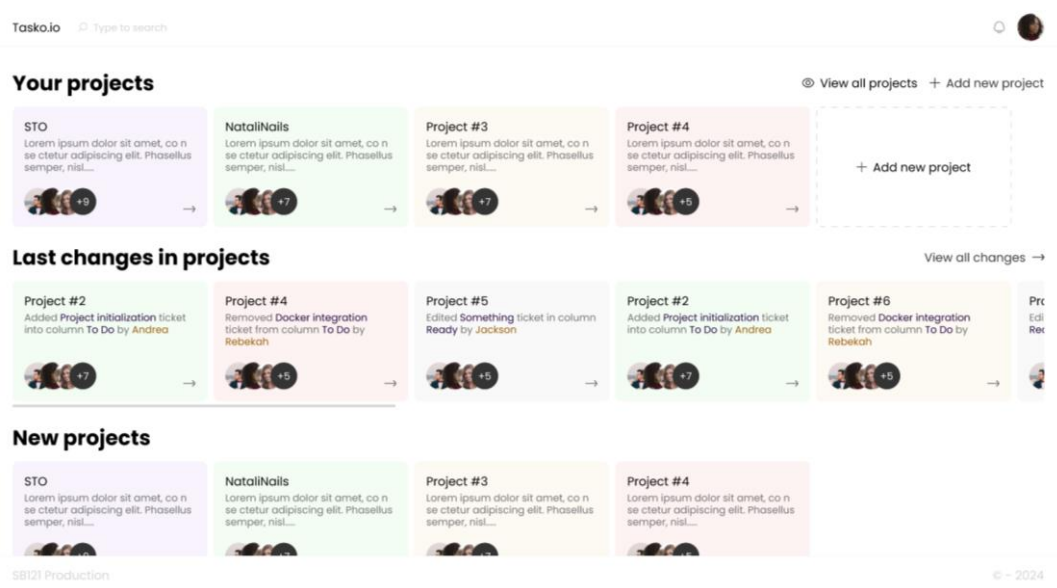 Tasko.io
Type to search
Your projects
View all projects
+ Add new project
STO
Lorem ipsum dolor sit amet, co n
se ctetur adipiscing elit. Phasellus
semper, nisl.....
+9
NataliNails
Lorem ipsum dolor sit amet, co n
se ctetur adipiscing elit. Phasellus
semper, nisl.....
+7
Project #3
Lorem ipsum dolor sit amet, co n
se ctetur adipiscing elit. Phasellus
semper, nisl.....
+7
Project #4
Lorem ipsum dolor sit amet, co n
se ctetur adipiscing elit. Phasellus
semper, nisl.....
+5
+ Add new project
Last changes in projects
View all changes →
Project #2
Added Project initialization ticket
into column To Do by Andrea
+7
Project #4
Removed Docker integration
ticket from column To Do by
Rebekah
+5
Project #5
Edited Something ticket in column
Ready by Jackson
+5
Project #2
Added Project initialization ticket
into column To Do by Andrea
+7
Project #6
Removed Docker integration
ticket from column To Do by
Rebekah
+5
New projects
STO
Lorem ipsum dolor sit amet, co n
se ctetur adipiscing elit. Phasellus
semper, nisl.....
NataliNails
Lorem ipsum dolor sit amet, co n
se ctetur adipiscing elit. Phasellus
semper, nisl.....
Project #3
Lorem ipsum dolor sit amet, co n
se ctetur adipiscing elit. Phasellus
semper, nisl.....
Project #4
Lorem ipsum dolor sit amet, co n
se ctetur adipiscing elit. Phasellus
semper, nisl.....
SB121 Production
© - 2024